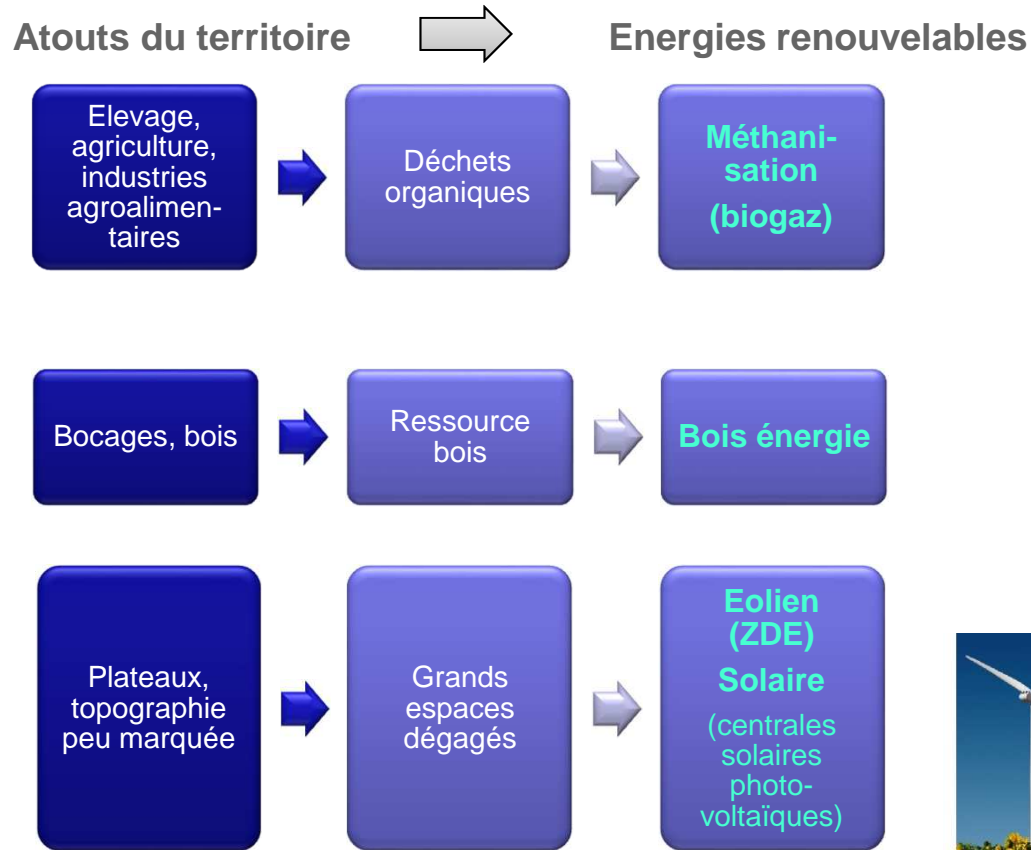 Atouts du territoire
Energies renouvelables
Elevage,
agriculture,
industries
agroalimen-
taires
Déchets
organiques
Méthani-
sation
(biogaz)
Bocages, bois
Ressource
bois
Bois énergie
Plateaux,
topographie
peu marquée
Grands
espaces
dégagés
Eolien
(ZDE)
Solaire
(centrales
solaires
photo-
voltaïques)